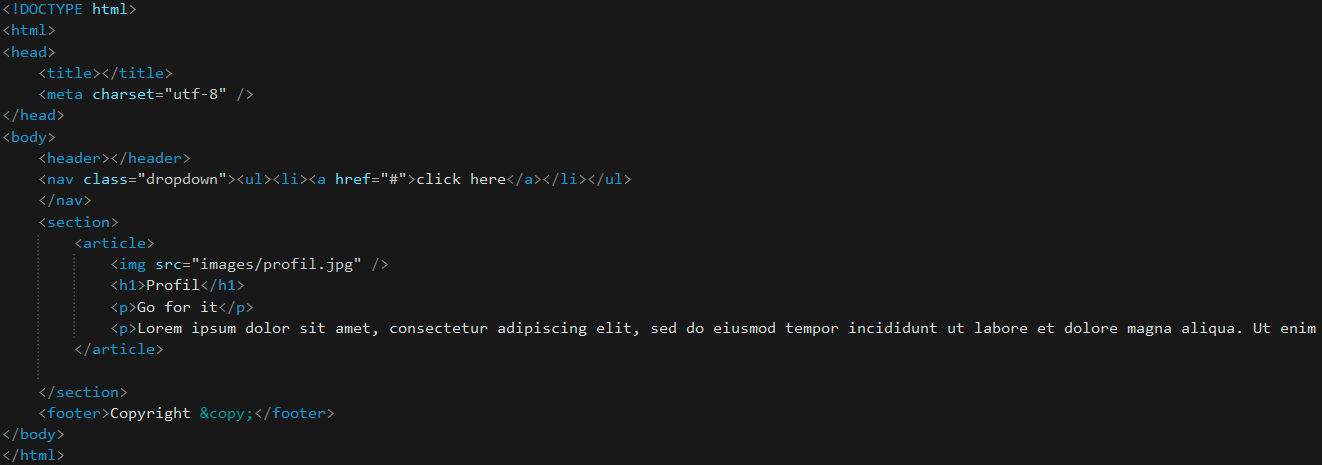 <!DOCTYPE html>
<html>
<head>
    <title></title>
    <meta charset="utf-8" />
</head>
<body>
    <header></header>
    <nav class="dropdown"><ul><li><a href="#">click here</a></li></ul>
    </nav>
    <section>
        <article>
            <img src="images/profil.jpg" />
            <h1>Profil</h1>
            <p>Go for it</p>
            <p>Lorem ipsum dolor sit amet, consectetur adipiscing elit, sed do eiusmod tempor incididunt ut labore et dolore magna aliqua. Ut enim
        </article>
    </section>
    <footer>Copyright &copy;</footer>
</body>
</html>